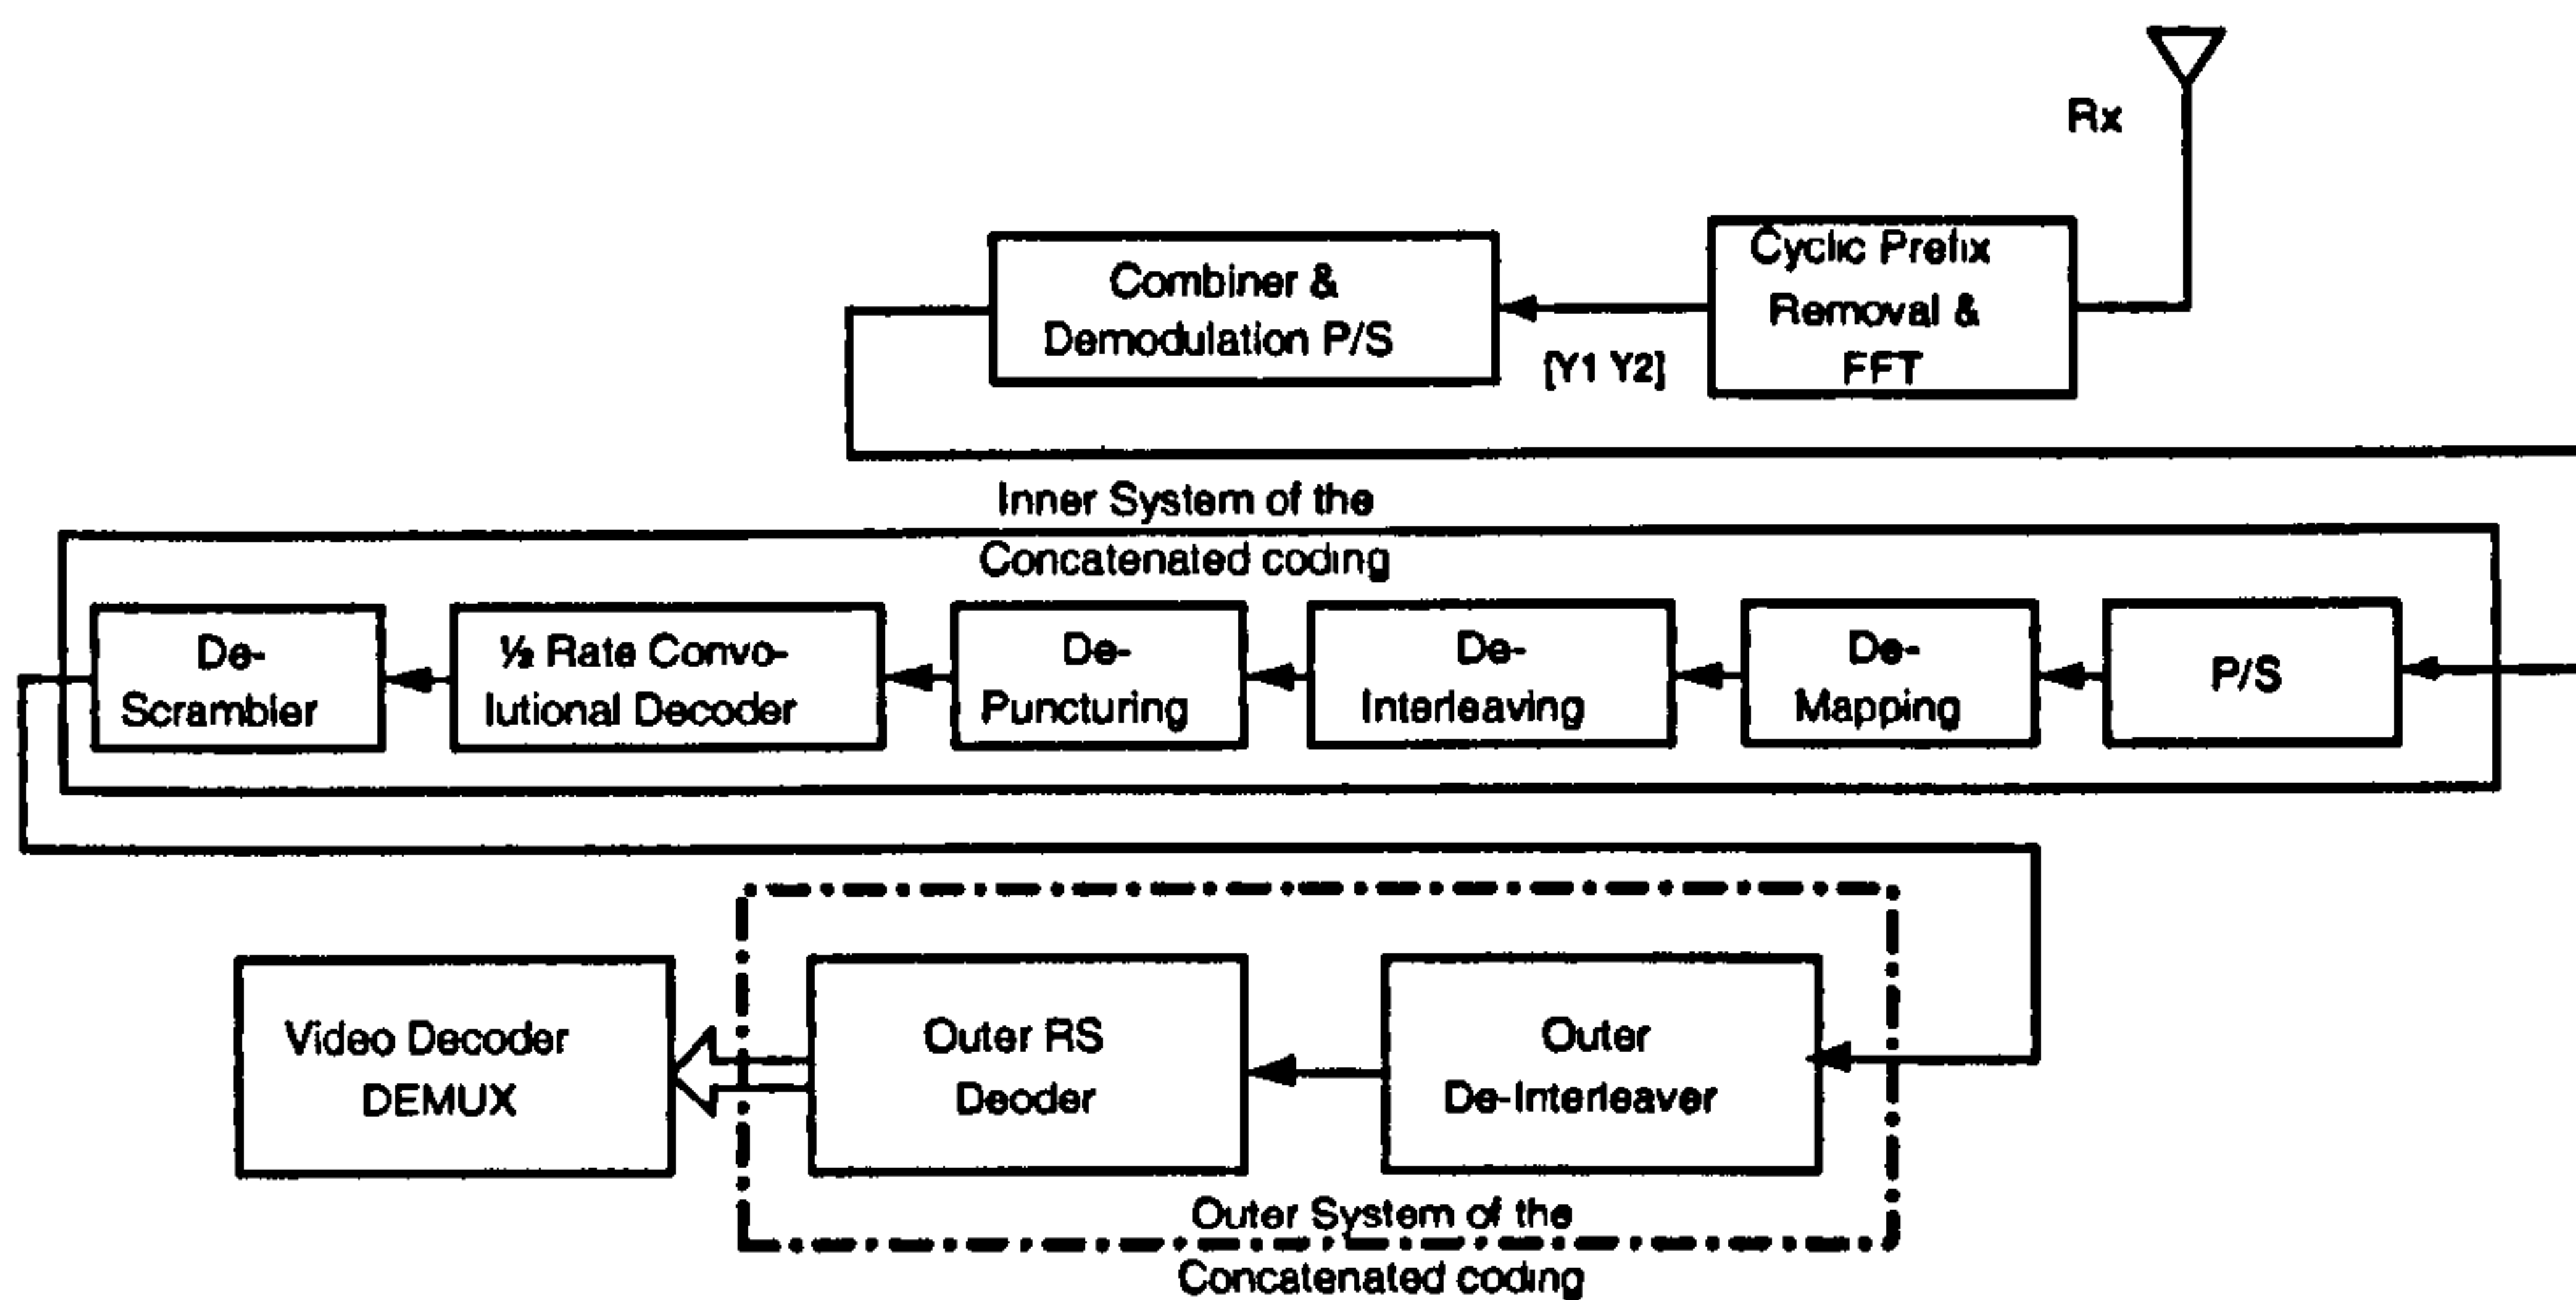 Rx
Cyclic Prefix
Removal &
FFT
[Y1 Y2]
Combiner &
Demodulation P/S
Inner System of the
Concatenated coding
P/S
De-
Mapping
De-
Interleaving
De-
Puncturing
½ Rate Convo-
lutional Decoder
De-
Scrambler
Outer
De-Interleaver
Outer RS
Deoder
Video Decoder
DEMUX
Outer System of the
Concatenated coding